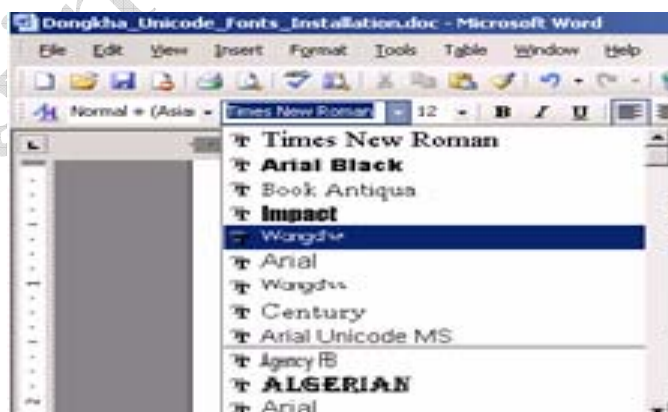 Dongkha_Unicode_Fonts_Installation.doc - Microsoft Word
File Edit View Insert Format Tools Table Window Help
Normal + (Asian Times New Roman 12 B I U
Times New Roman
Arial Black
Book Antiqua
Impact
Arial
Century
Arial Unicode MS
Agency FB
ALGERIAN
Arial